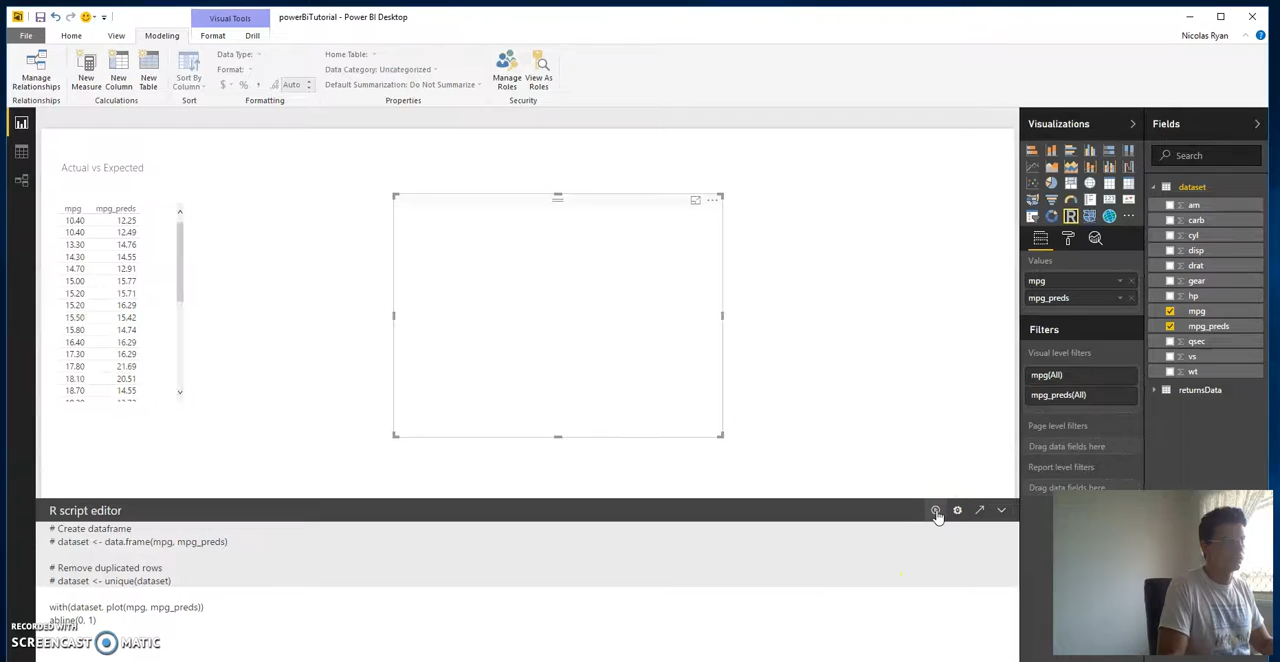 Visual Tools
powerBiTutorial - Power BI Desktop
File
Home
View
Modeling
Format
Drill
Nicolas Ryan
Manage Relationships
Relationships
New Measure
New Column
New Table
Calculations
Sort By Column
Sort
Data Type:
Format:
$ % , Auto
Formatting
Home Table:
Data Category: Uncategorized
Default Summarization: Do Not Summarize
Properties
Manage Roles
View As Roles
Security
Actual vs Expected
mpg mpg_preds
10.40 12.25
10.40 12.49
13.30 14.76
14.30 14.55
14.70 12.91
15.00 15.77
15.20 15.71
15.20 16.29
15.50 15.42
15.80 14.74
16.40 16.29
17.30 16.29
17.80 21.69
18.10 20.51
18.70 14.55
Visualizations
R
Values
mpg
mpg_preds
Filters
Visual level filters
mpg(All)
mpg_preds(All)
Page level filters
Drag data fields here
Report level filters
Drag data fields here
Fields
Search
dataset
am
carb
cyl
disp
drat
gear
hp
mpg
mpg_preds
qsec
vs
wt
returnsData
R script editor
# Create dataframe
# dataset <- data.frame(mpg, mpg_preds)
# Remove duplicated rows
# dataset <- unique(dataset)
with(dataset, plot(mpg, mpg_preds))
abline(0, 1)
RECORDED WITH
SCREENCAST MATIC